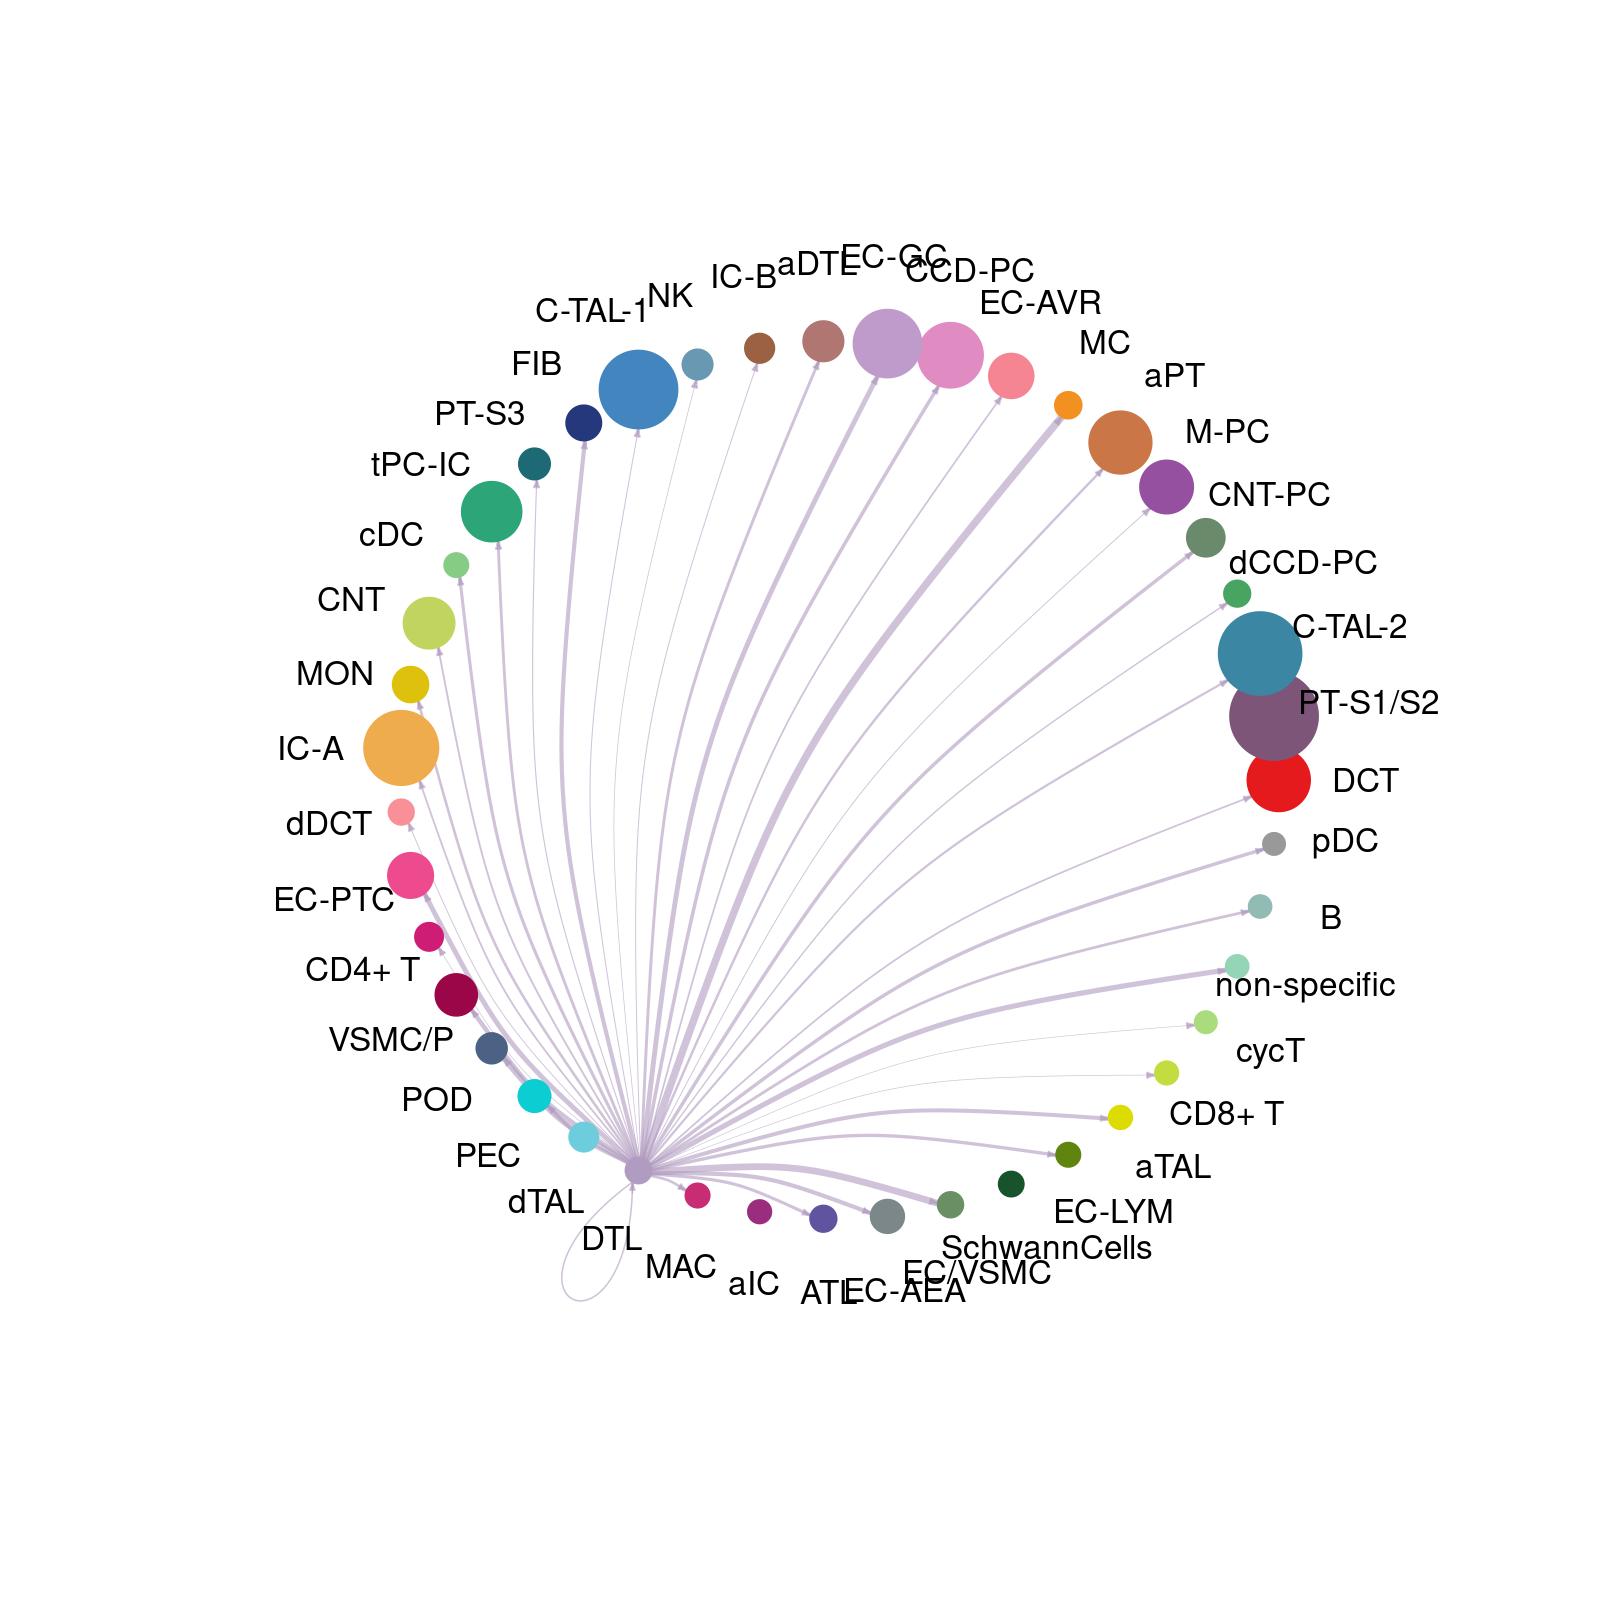 EC-GC
aDTL
CCD-PC
IC-B
NK
EC-AVR
C-TAL-1
MC
FIB
aPT
PT-S3
M-PC
tPC-IC
CNT-PC
cDC
dCCD-PC
CNT
C-TAL-2
MON
PT-S1/S2
IC-A
DCT
dDCT
pDC
EC-PTC
B
CD4+ T
non-specific
VSMC/P
cycT
POD
CD8+ T
PEC
aTAL
dTAL
EC-LYM
DTL
SchwannCells
MAC
EC/VSMC
aIC
ATL
EC-AEA